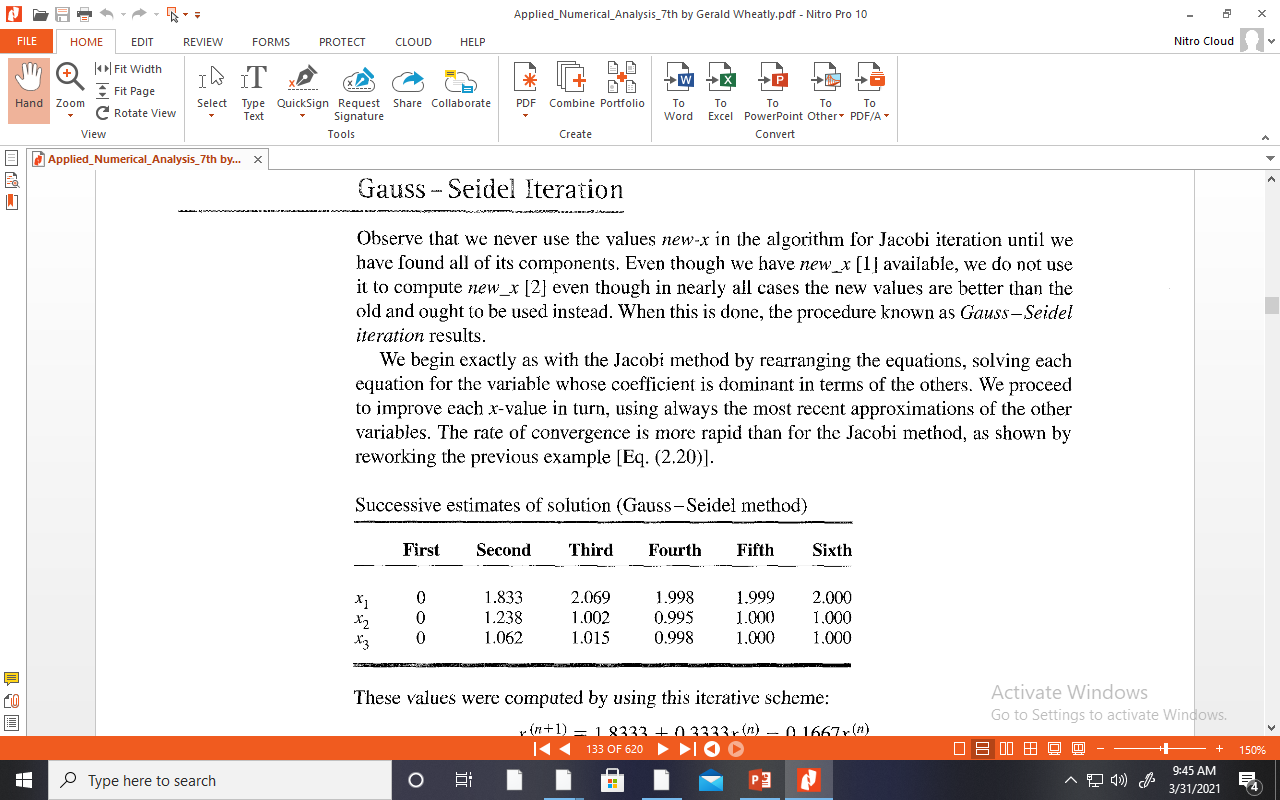 Applied_Numerical_Analysis_7th by Gerald Wheatly.pdf - Nitro Pro 10
FILE HOME EDIT REVIEW FORMS PROTECT CLOUD HELP
Nitro Cloud
Hand
Zoom
Fit Width
Fit Page
Rotate View
View
Select
Type Text
QuickSign
Request Signature
Share
Collaborate
Tools
PDF
Combine
Portfolio
Create
To Word
To Excel
To PowerPoint
To Other
To PDF/A
Convert
Applied_Numerical_Analysis_7th by...
Gauss – Seidel Iteration
Observe that we never use the values new-x in the algorithm for Jacobi iteration until we
have found all of its components. Even though we have new_x [1] available, we do not use
it to compute new_x [2] even though in nearly all cases the new values are better than the
old and ought to be used instead. When this is done, the procedure known as Gauss–Seidel
iteration results.
We begin exactly as with the Jacobi method by rearranging the equations, solving each
equation for the variable whose coefficient is dominant in terms of the others. We proceed
to improve each x-value in turn, using always the most recent approximations of the other
variables. The rate of convergence is more rapid than for the Jacobi method, as shown by
reworking the previous example [Eq. (2.20)].
Successive estimates of solution (Gauss–Seidel method)
First Second Third Fourth Fifth Sixth
x₁ 0 1.833 2.069 1.998 1.999 2.000
x₂ 0 1.238 1.002 0.995 1.000 1.000
x₃ 0 1.062 1.015 0.998 1.000 1.000
These values were computed by using this iterative scheme:
(n+1) = 1.8333 + 0.3333x (n) − 0.1667x (n)
Activate Windows
Go to Settings to activate Windows.
133 OF 620
150%
Type here to search
9:45 AM
3/31/2021
4